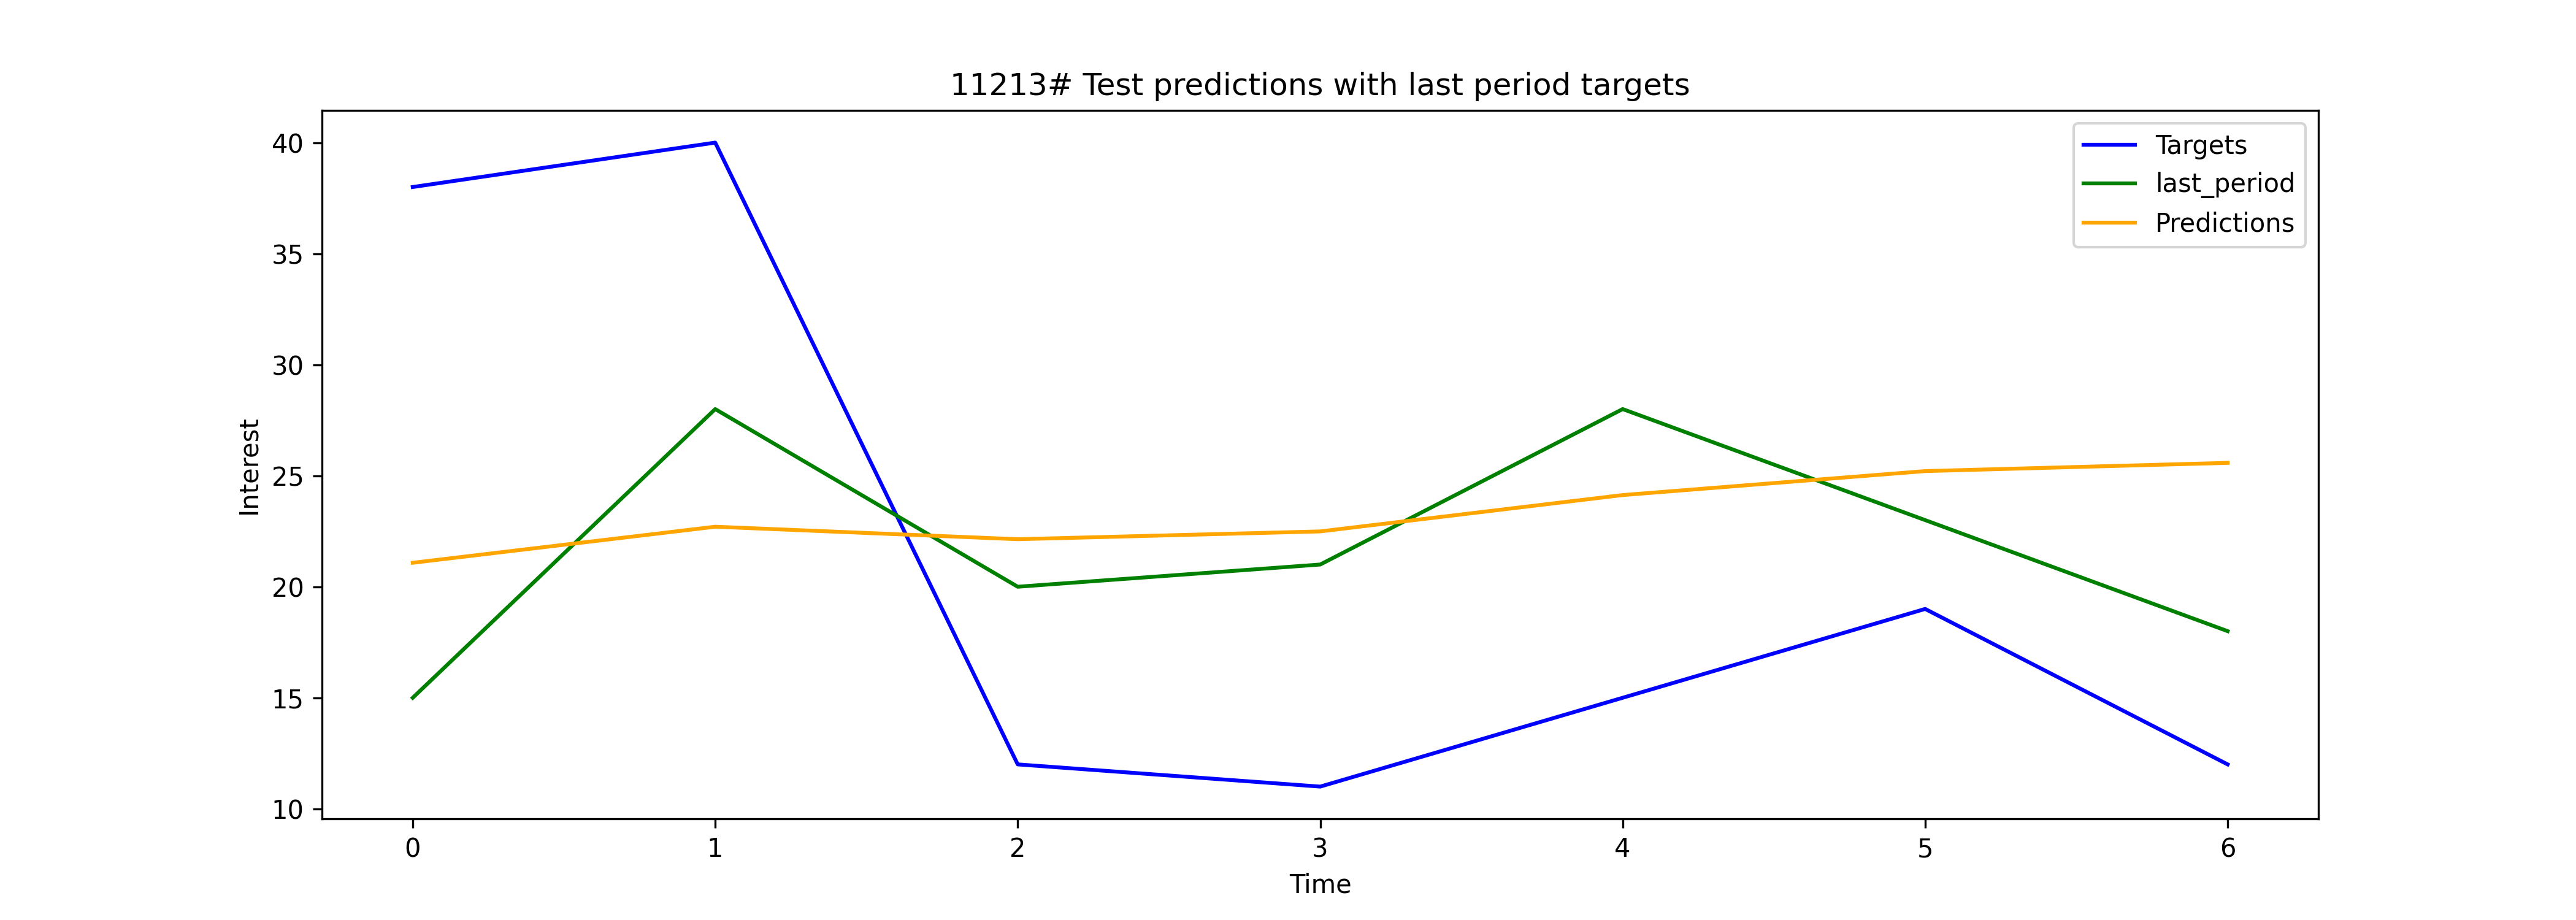 11213# Test predictions with last period targets
Targets
last_period
Predictions
40
35
30
25
20
15
10
Interest
0 1 2 3 4 5 6
Time